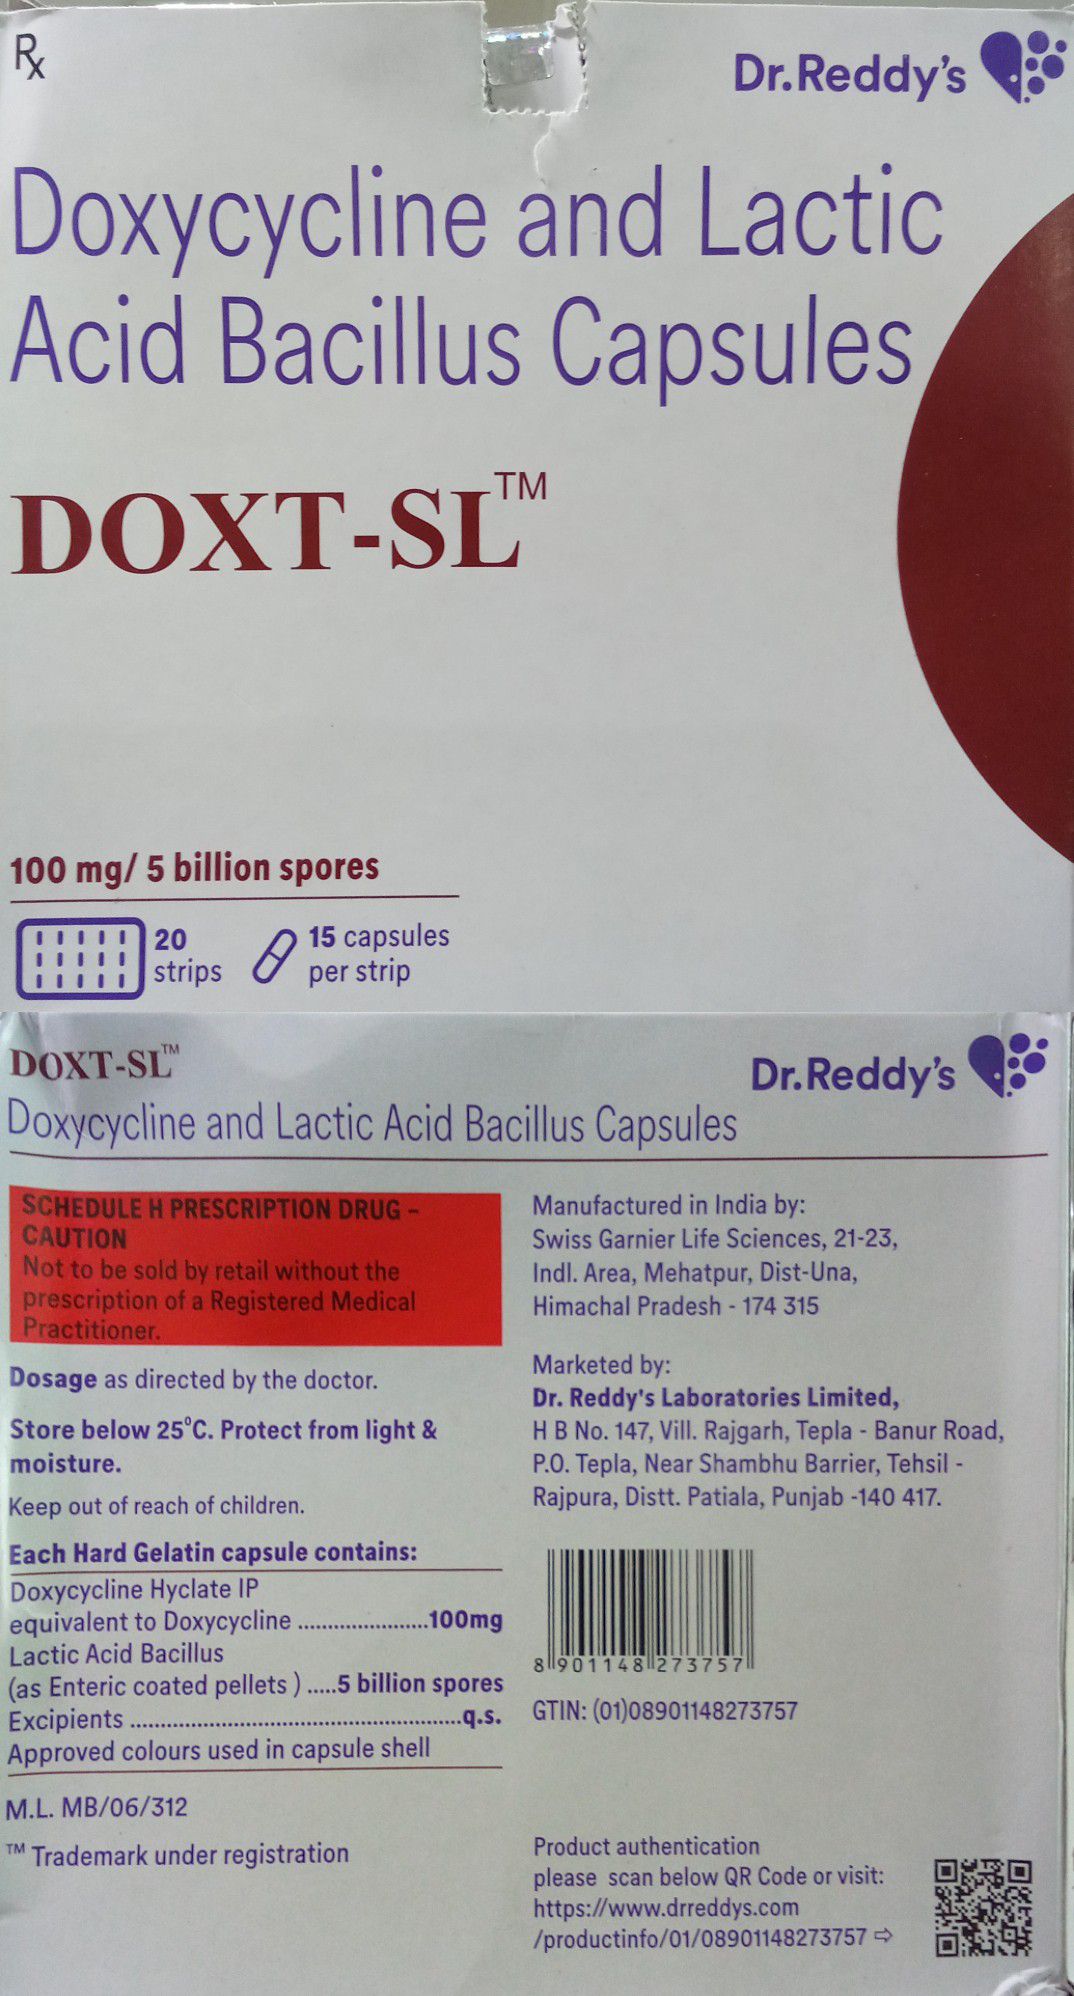 Rx
Dr.Reddy's
Doxycycline and Lactic
Acid Bacillus Capsules
DOXT-SL™
100 mg/ 5 billion spores
20 strips
15 capsules per strip
DOXT-SL™
Dr.Reddy's
Doxycycline and Lactic Acid Bacillus Capsules
SCHEDULE H PRESCRIPTION DRUG –
CAUTION
Not to be sold by retail without the
prescription of a Registered Medical
Practitioner.
Dosage as directed by the doctor.
Store below 25°C. Protect from light &
moisture.
Keep out of reach of children.
Each Hard Gelatin capsule contains:
Doxycycline Hyclate IP
equivalent to Doxycycline ......................100mg
Lactic Acid Bacillus
(as Enteric coated pellets ) .....5 billion spores
Excipients .......................................................q.s.
Approved colours used in capsule shell
M.L. MB/06/312
™ Trademark under registration
Manufactured in India by:
Swiss Garnier Life Sciences, 21-23,
Indl. Area, Mehatpur, Dist-Una,
Himachal Pradesh - 174 315
Marketed by:
Dr. Reddy's Laboratories Limited,
H B No. 147, Vill. Rajgarh, Tepla - Banur Road,
P.O. Tepla, Near Shambhu Barrier, Tehsil -
Rajpura, Distt. Patiala, Punjab -140 417.
8 901148 273757
GTIN: (01)08901148273757
Product authentication
please scan below QR Code or visit:
https://www.drreddys.com
/productinfo/01/08901148273757 ⇨